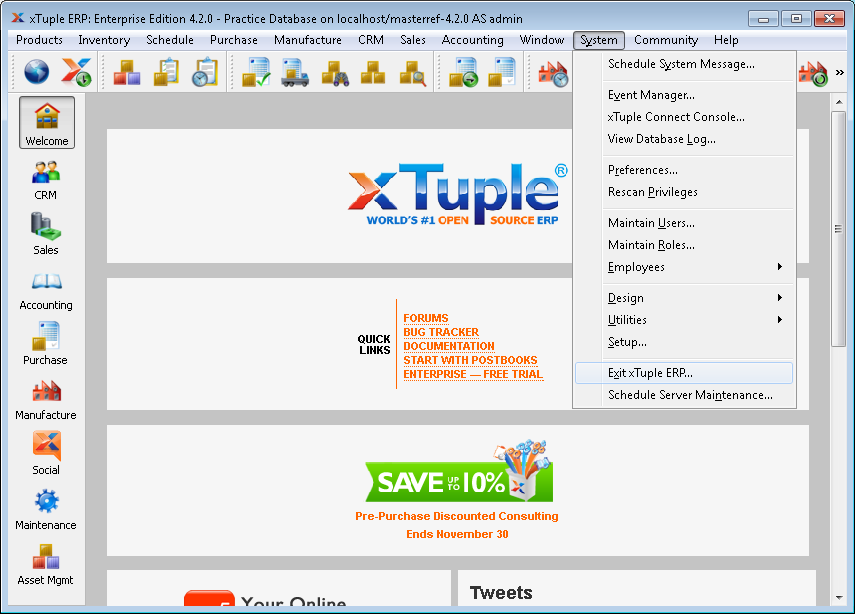 xTuple ERP: Enterprise Edition 4.2.0 - Practice Database on localhost/masterref-4.2.0 AS admin
Products Inventory Schedule Purchase Manufacture CRM Sales Accounting Window System Community Help
»
Schedule System Message...
Event Manager...
xTuple Connect Console...
View Database Log...
Preferences...
Rescan Privileges
Maintain Users...
Maintain Roles...
Employees
Design
Utilities
Setup...
Exit xTuple ERP...
Schedule Server Maintenance...
Welcome
CRM
Sales
Accounting
Purchase
Manufacture
Social
Maintenance
Asset Mgmt
xTuple®
WORLD'S #1 OPEN SOURCE ERP
QUICK
LINKS
FORUMS
BUG TRACKER
DOCUMENTATION
START WITH POSTBOOKS
ENTERPRISE — FREE TRIAL
SAVE UP TO 10%
Pre-Purchase Discounted Consulting
Ends November 30
Your Online
Tweets